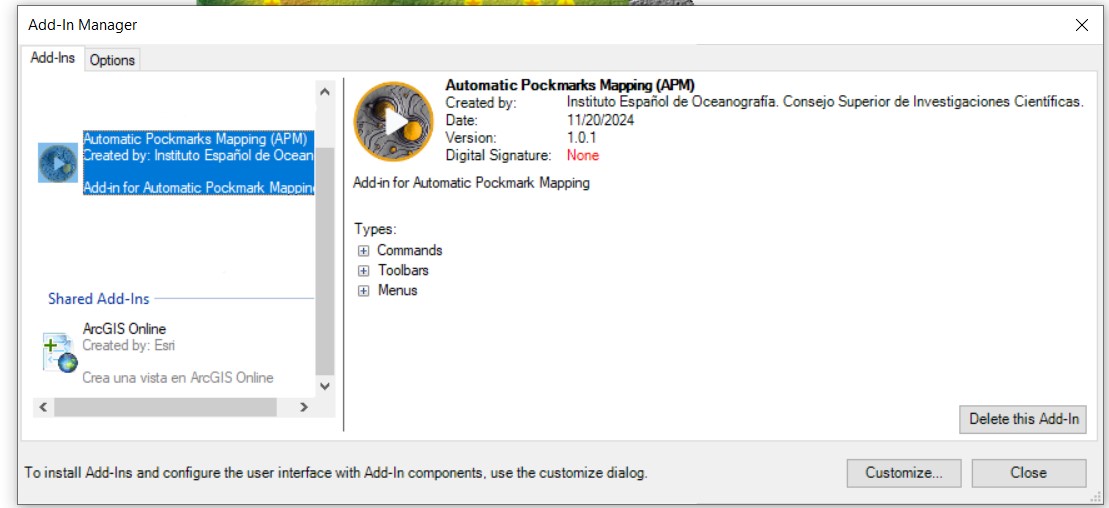 Add-In Manager
Add-Ins
Options
Automatic Pockmarks Mapping (APM)
Created by: Instituto Español de Ocean
Add-in for Automatic Pockmark Mappin
Shared Add-Ins
ArcGIS Online
Created by: Esri
Crea una vista en ArcGIS Online
Automatic Pockmarks Mapping (APM)
Created by: Instituto Español de Oceanografía. Consejo Superior de Investigaciones Científicas.
Date: 11/20/2024
Version: 1.0.1
Digital Signature: None
Add-in for Automatic Pockmark Mapping
Types:
Commands
Toolbars
Menus
Delete this Add-In
To install Add-Ins and configure the user interface with Add-In components, use the customize dialog.
Customize...
Close